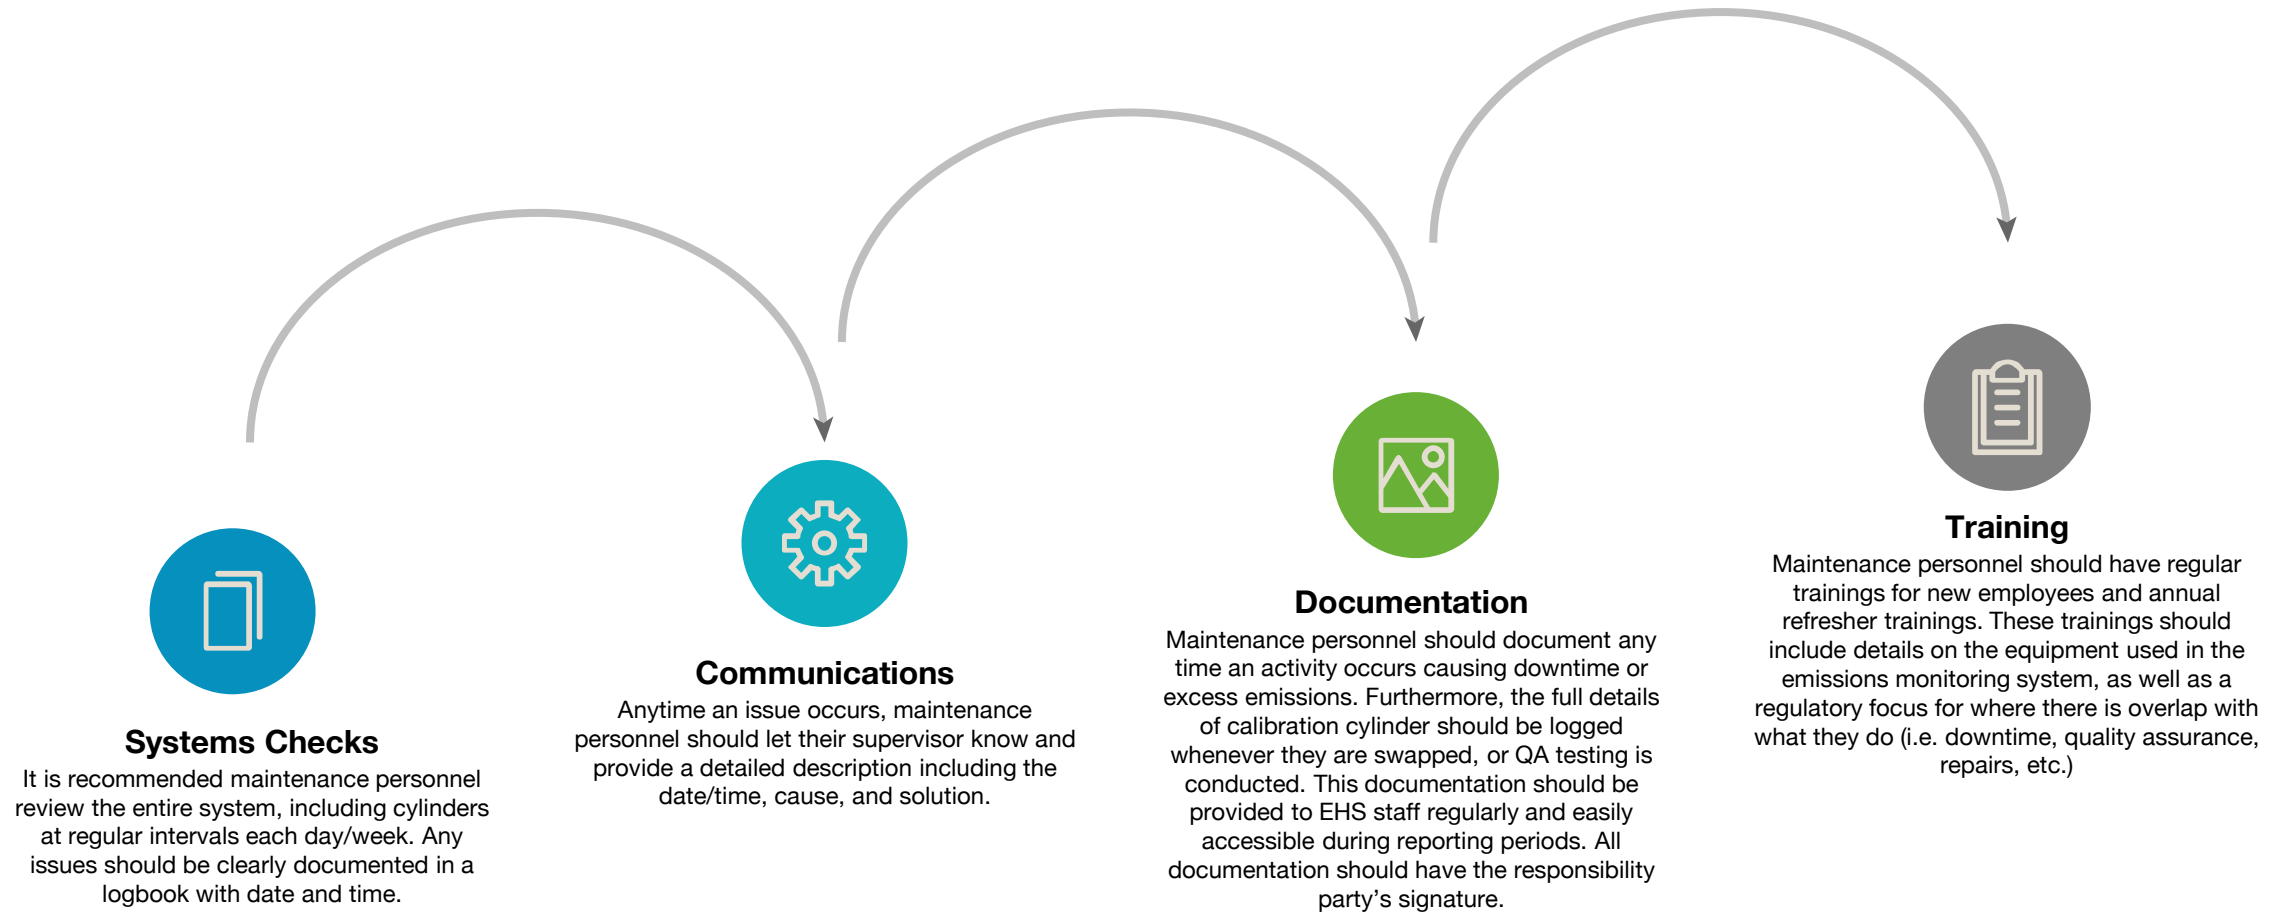 Systems Checks
It is recommended maintenance personnel
review the entire system, including cylinders
at regular intervals each day/week. Any
issues should be clearly documented in a
logbook with date and time.
Communications
Anytime an issue occurs, maintenance
personnel should let their supervisor know and
provide a detailed description including the
date/time, cause, and solution.
Documentation
Maintenance personnel should document any
time an activity occurs causing downtime or
excess emissions. Furthermore, the full details
of calibration cylinder should be logged
whenever they are swapped, or QA testing is
conducted. This documentation should be
provided to EHS staff regularly and easily
accessible during reporting periods. All
documentation should have the responsibility
party’s signature.
Training
Maintenance personnel should have regular
trainings for new employees and annual
refresher trainings. These trainings should
include details on the equipment used in the
emissions monitoring system, as well as a
regulatory focus for where there is overlap with
what they do (i.e. downtime, quality assurance,
repairs, etc.)